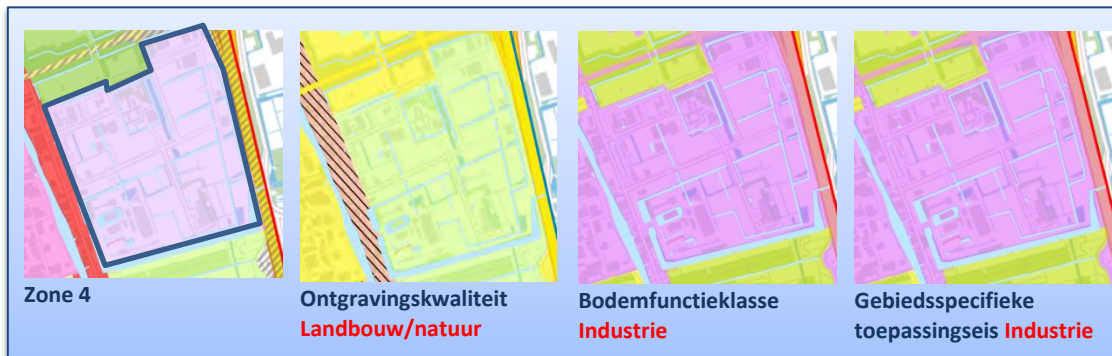 Zone 4
Ontgravingskwaliteit
Landbouw/natuur
Bodemfunctieklasse
Industrie
Gebiedsspecifieke
toepassingseis Industrie